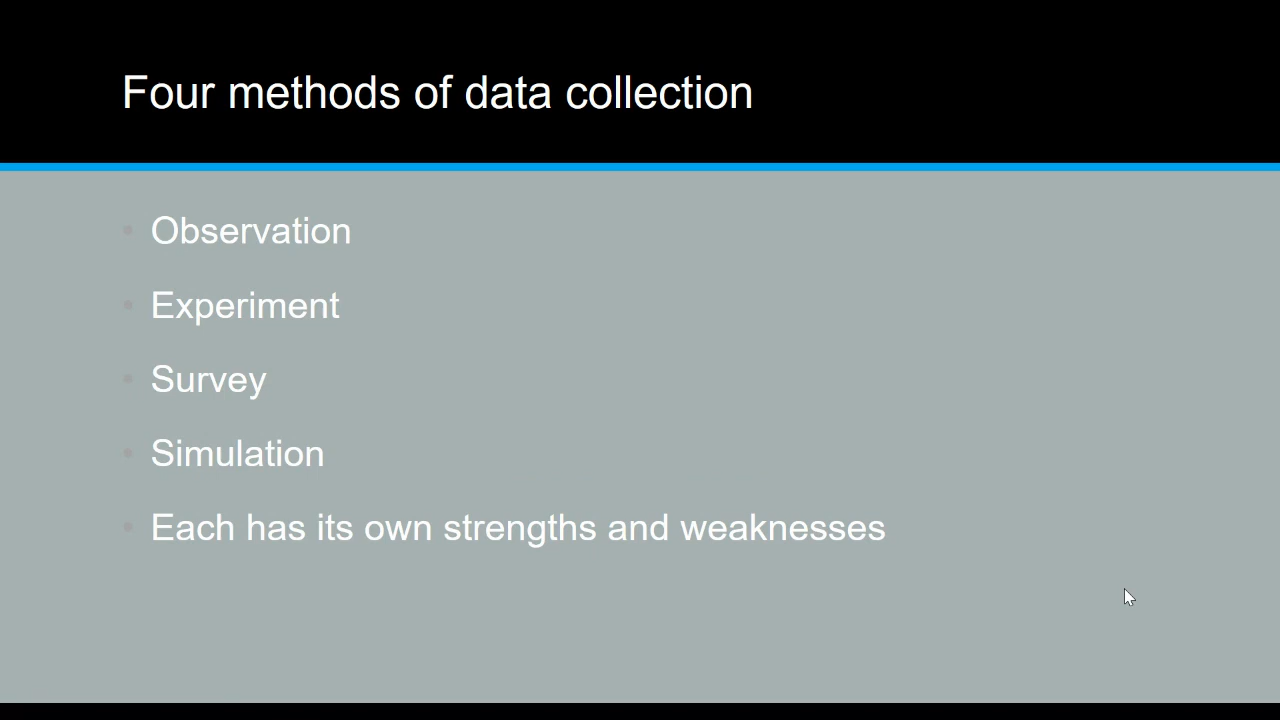 Four methods of data collection
• Observation
• Experiment
• Survey
• Simulation
• Each has its own strengths and weaknesses